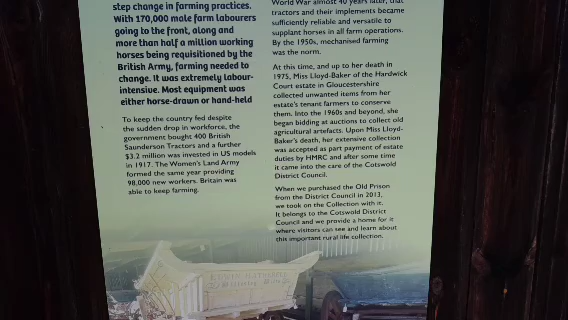 step change in farming practices.
With 170,000 male farm labourers
going to the front, along and
more than half a million working
horses being requisitioned by the
British Army, farming needed to
change. It was extremely labour-
intensive. Most equipment was
either horse-drawn or hand-held
To keep the country fed despite
the sudden drop in workforce, the
government bought 400 British
Saunderson Tractors and a further
$3.2 million was invested in US models
in 1917. The Women's Land Army
formed the same year providing
98,000 new workers. Britain was
able to keep farming.
World War almost 40 years later, that
tractors and their implements became
sufficiently reliable and versatile to
supplant horses in all farm operations.
By the 1950s, mechanised farming
was the norm.
At this time, and up to her death in
1975, Miss Lloyd-Baker of the Hardwick
Court estate in Gloucestershire
collected unwanted items from her
estate's tenant farmers to conserve
them. Into the 1960s and beyond, she
began bidding at auctions to collect old
agricultural artefacts. Upon Miss Lloyd-
Baker's death, her extensive collection
was accepted as part payment of estate
duties by HMRC and after some time
it came into the care of the Cotswold
District Council.
When we purchased the Old Prison
from the District Council in 2013,
we took on the Collection with it.
It belongs to the Cotswold District
Council and we provide a home for it
where visitors can see and learn about
this important rural life collection.